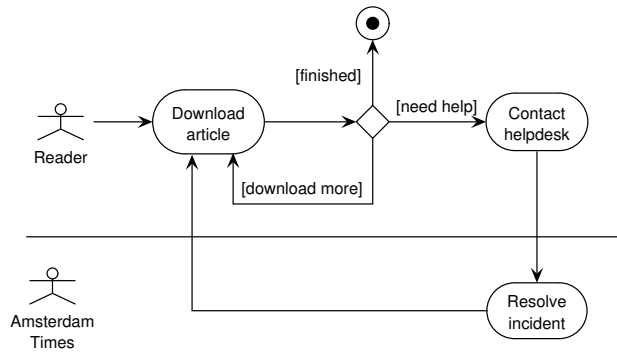 [finished]
[need help]
Download
article
Contact
helpdesk
Reader
[download more]
Amsterdam
Times
Resolve
incident